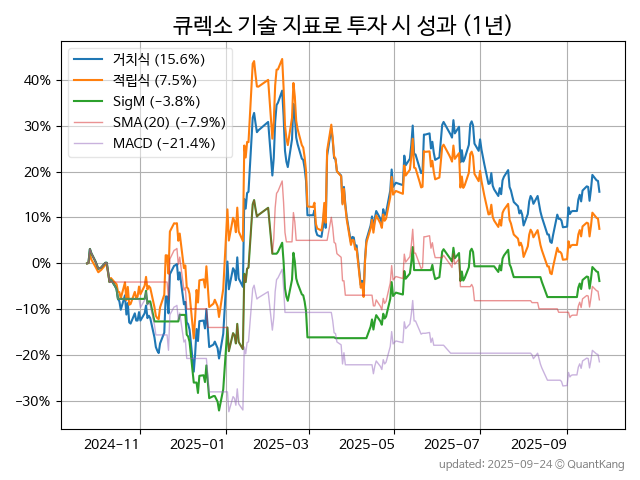 큐렉소 기술 지표로 투자 시 성과 (1년)
거치식 (15.6%)
적립식 (7.5%)
SigM (−3.8%)
SMA(20) (−7.9%)
MACD (−21.4%)
40%
30%
20%
10%
0%
−10%
−20%
−30%
2024-11 2025-01 2025-03 2025-05 2025-07 2025-09
updated: 2025-09-24 © QuantKang